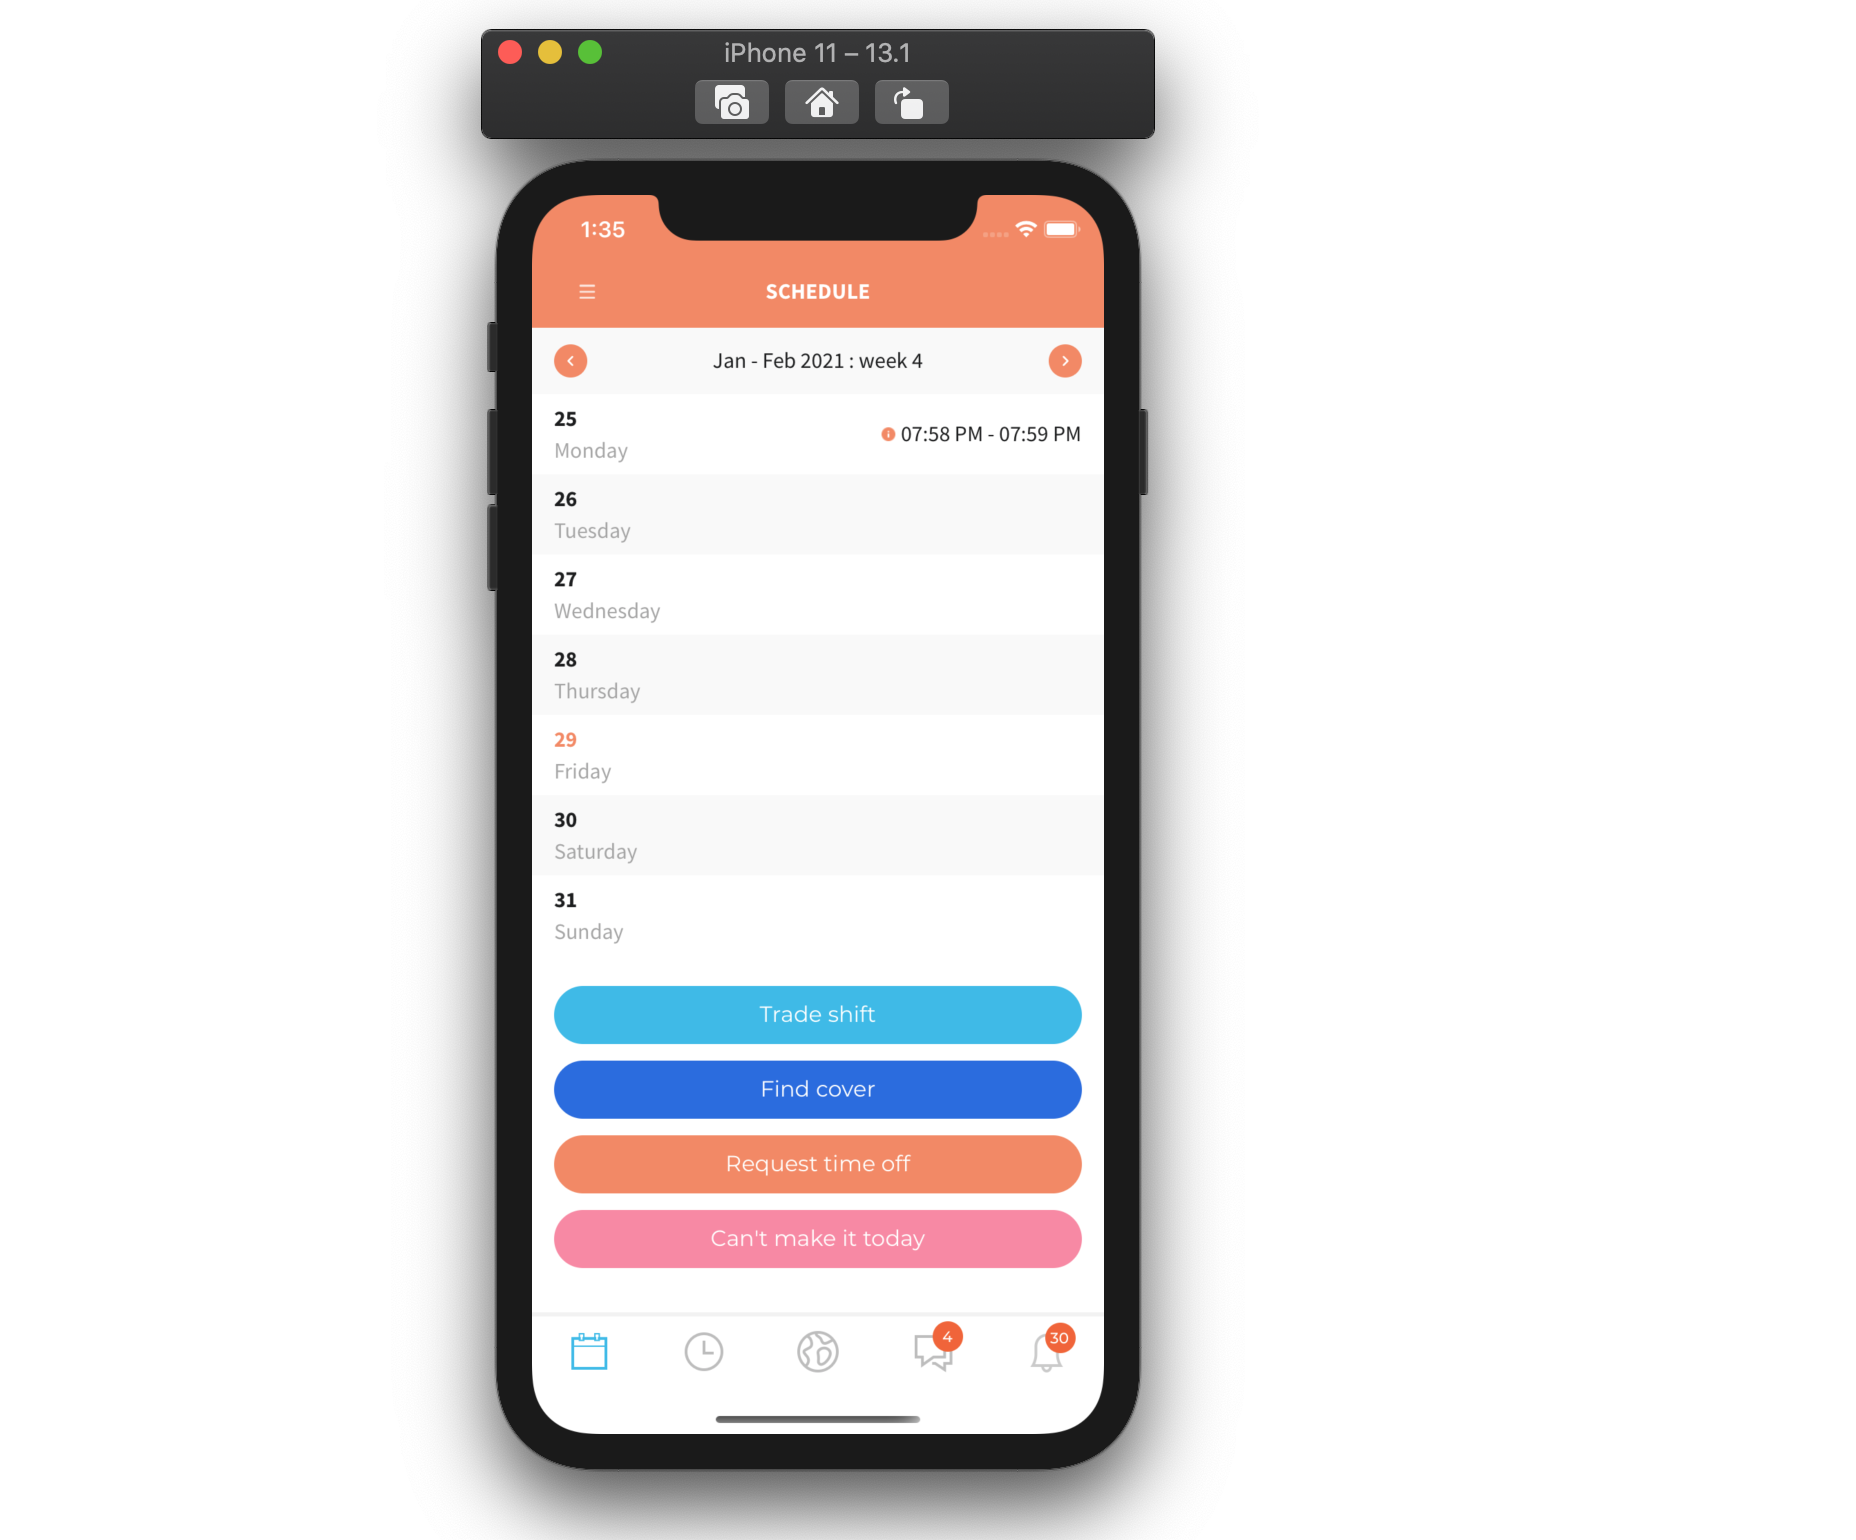 iPhone 11 – 13.1
1:35
SCHEDULE
Jan - Feb 2021 : week 4
25
Monday
07:58 PM - 07:59 PM
26
Tuesday
27
Wednesday
28
Thursday
29
Friday
30
Saturday
31
Sunday
Trade shift
Find cover
Request time off
Can't make it today
4
30